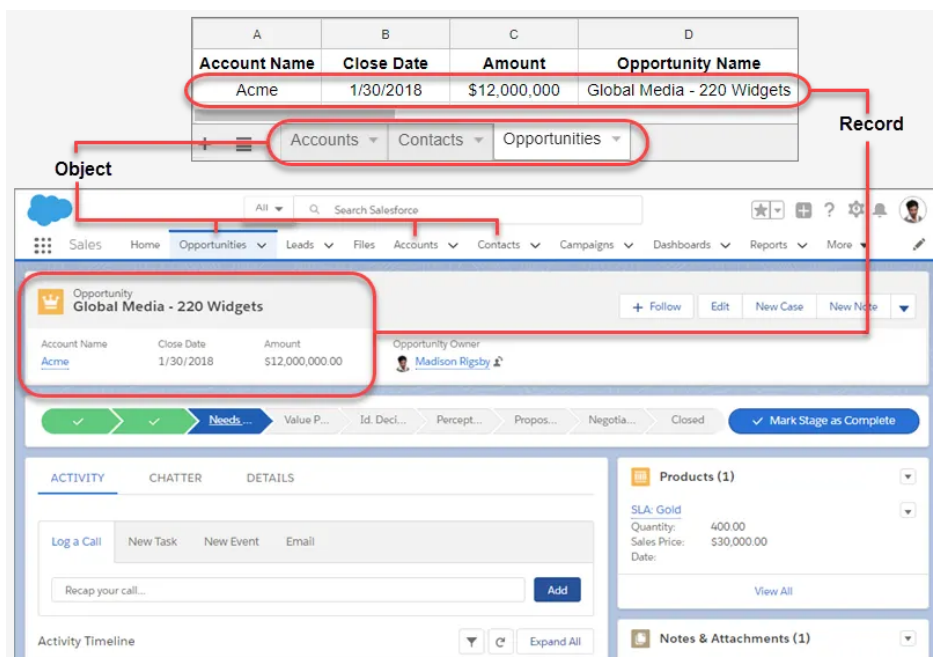 A B C D
Account Name Close Date Amount Opportunity Name
Acme 1/30/2018 $12,000,000 Global Media - 220 Widgets
Record
Accounts Contacts Opportunities
Object
All Search Salesforce
Sales Home Opportunities Leads Files Accounts Contacts Campaigns Dashboards Reports More
Opportunity
Global Media - 220 Widgets
+ Follow Edit New Case New Note
Account Name Close Date Amount Opportunity Owner
Acme 1/30/2018 $12,000,000.00 Madison Rigsby
Needs ... Value P... Id. Deci... Percept... Propos... Negotia... Closed Mark Stage as Complete
ACTIVITY CHATTER DETAILS
Products (1)
Log a Call New Task New Event Email
SLA: Gold
Quantity: 400.00
Sales Price: $30,000.00
Date:
Recap your call... Add
View All
Activity Timeline Expand All
Notes & Attachments (1)